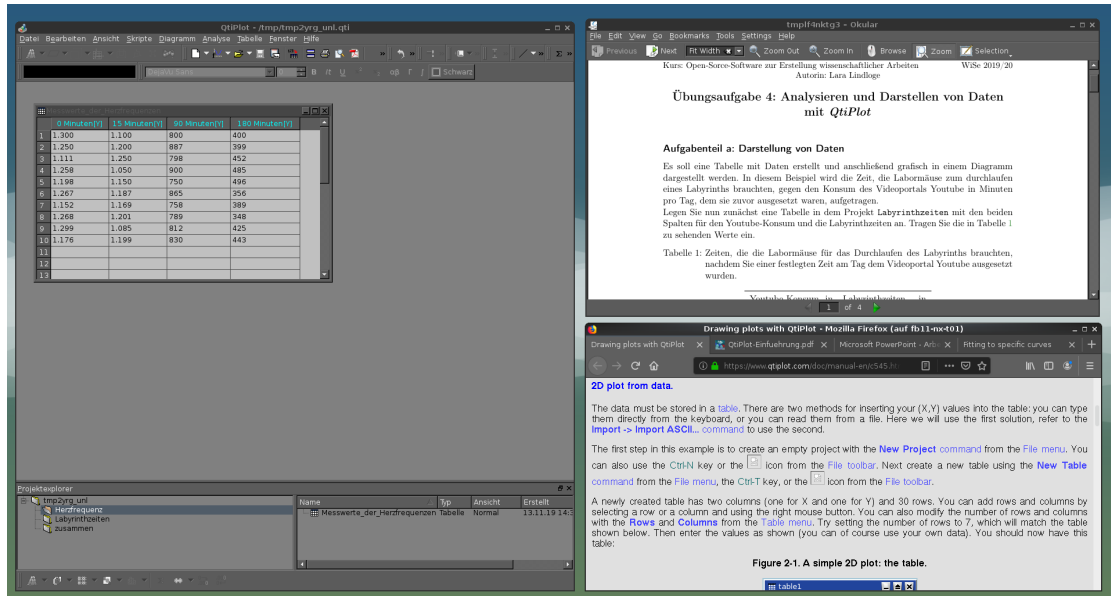 QtiPlot - /tmp/tmp2yrg_unl.qti
Datei Bearbeiten Ansicht Skripte Diagramm Analyse Tabelle Fenster Hilfe
DejaVu Sans 0 B It U αβ Γ ∫ Schwarz
Messwerte_der_Herzfrequenzen
0 Minuten[Y] 15 Minuten[Y] 90 Minuten[Y] 180 Minuten[Y]
1 1.300 1.100 800 400
2 1.250 1.200 887 399
3 1.111 1.250 798 452
4 1.258 1.050 900 485
5 1.198 1.150 750 496
6 1.267 1.187 865 356
7 1.152 1.169 758 389
8 1.268 1.201 789 348
9 1.299 1.085 812 425
10 1.176 1.199 830 443
11
12
13
Projektexplorer
tmp2yrg_unl
Herzfrequenz
Labyrinthzeiten
zusammen
Name Typ Ansicht Erstellt
Messwerte_der_Herzfrequenzen Tabelle Normal 13.11.19 14:3
tmplf4nktg3 - Okular
File Edit View Go Bookmarks Tools Settings Help
Previous Next Fit Width Zoom Out Zoom In Browse Zoom Selection
Kurs: Open-Sorce-Software zur Erstellung wissenschaftlicher Arbeiten WiSe 2019/20
Autorin: Lara Lindloge
Übungsaufgabe 4: Analysieren und Darstellen von Daten
mit QtiPlot
Aufgabenteil a: Darstellung von Daten
Es soll eine Tabelle mit Daten erstellt und anschließend grafisch in einem Diagramm
dargestellt werden. In diesem Beispiel wird die Zeit, die Labormäuse zum durchlaufen
eines Labyrinths brauchten, gegen den Konsum des Videoportals Youtube in Minuten
pro Tag, dem sie zuvor ausgesetzt waren, aufgetragen.
Legen Sie nun zunächst eine Tabelle in dem Projekt Labyrinthzeiten mit den beiden
Spalten für den Youtube-Konsum und die Labyrinthzeiten an. Tragen Sie die in Tabelle 1
zu sehenden Werte ein.
Tabelle 1: Zeiten, die die Labormäuse für das Durchlaufen des Labyrinths brauchten,
nachdem Sie einer festlegten Zeit am Tag dem Videoportal Youtube ausgesetzt
wurden.
Youtube-Konsum in Labyrinthzeiten in
1 of 4
Drawing plots with QtiPlot - Mozilla Firefox (auf fb11-nx-t01)
Drawing plots with QtiPlot QtiPlot-Einfuehrung.pdf Microsoft PowerPoint - Arb Fitting to specific curves
https://www.qtiplot.com/doc/manual-en/c545.ht
2D plot from data.
The data must be stored in a table. There are two methods for inserting your (X,Y) values into the table: you can type
them directly from the keyboard, or you can read them from a file. Here we will use the first solution, refer to the
Import -> Import ASCII... command to use the second.
The first step in this example is to create an empty project with the New Project command from the File menu. You
can also use the Ctrl-N key or the icon from the File toolbar. Next create a new table using the New Table
command from the File menu, the Ctrl-T key, or the icon from the File toolbar.
A newly created table has two columns (one for X and one for Y) and 30 rows. You can add rows and columns by
selecting a row or a column and using the right mouse button. You can also modify the number of rows and columns
with the Rows and Columns from the Table menu. Try setting the number of rows to 7, which will match the table
shown below. Then enter the values as shown (you can of course use your own data). You should now have this
table:
Figure 2-1. A simple 2D plot: the table.
table1